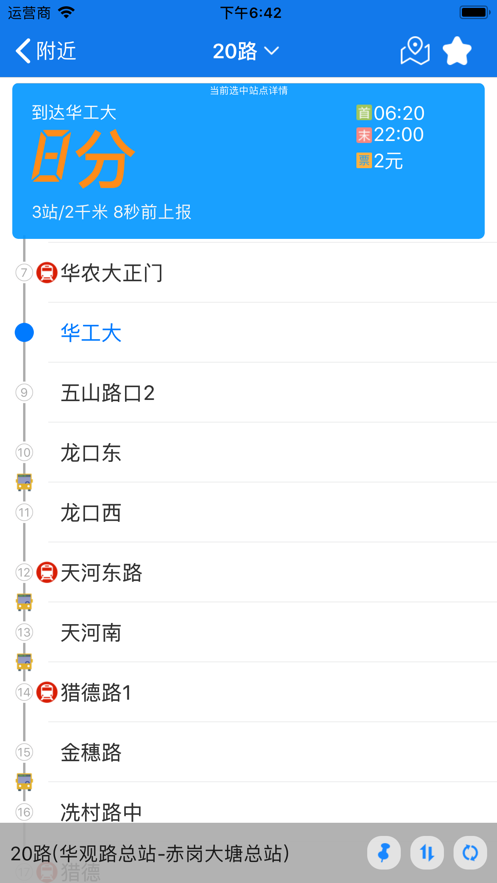 运营商
下午6:42
附近
20路
当前选中站点详情
到达华工大
8分
3站/2千米 8秒前上报
首06:20
末22:00
票2元
7 华农大正门
华工大
9 五山路口2
10 龙口东
11 龙口西
12 天河东路
13 天河南
14 猎德路1
15 金穗路
16 冼村路中
17 猎德
20路(华观路总站-赤岗大塘总站)